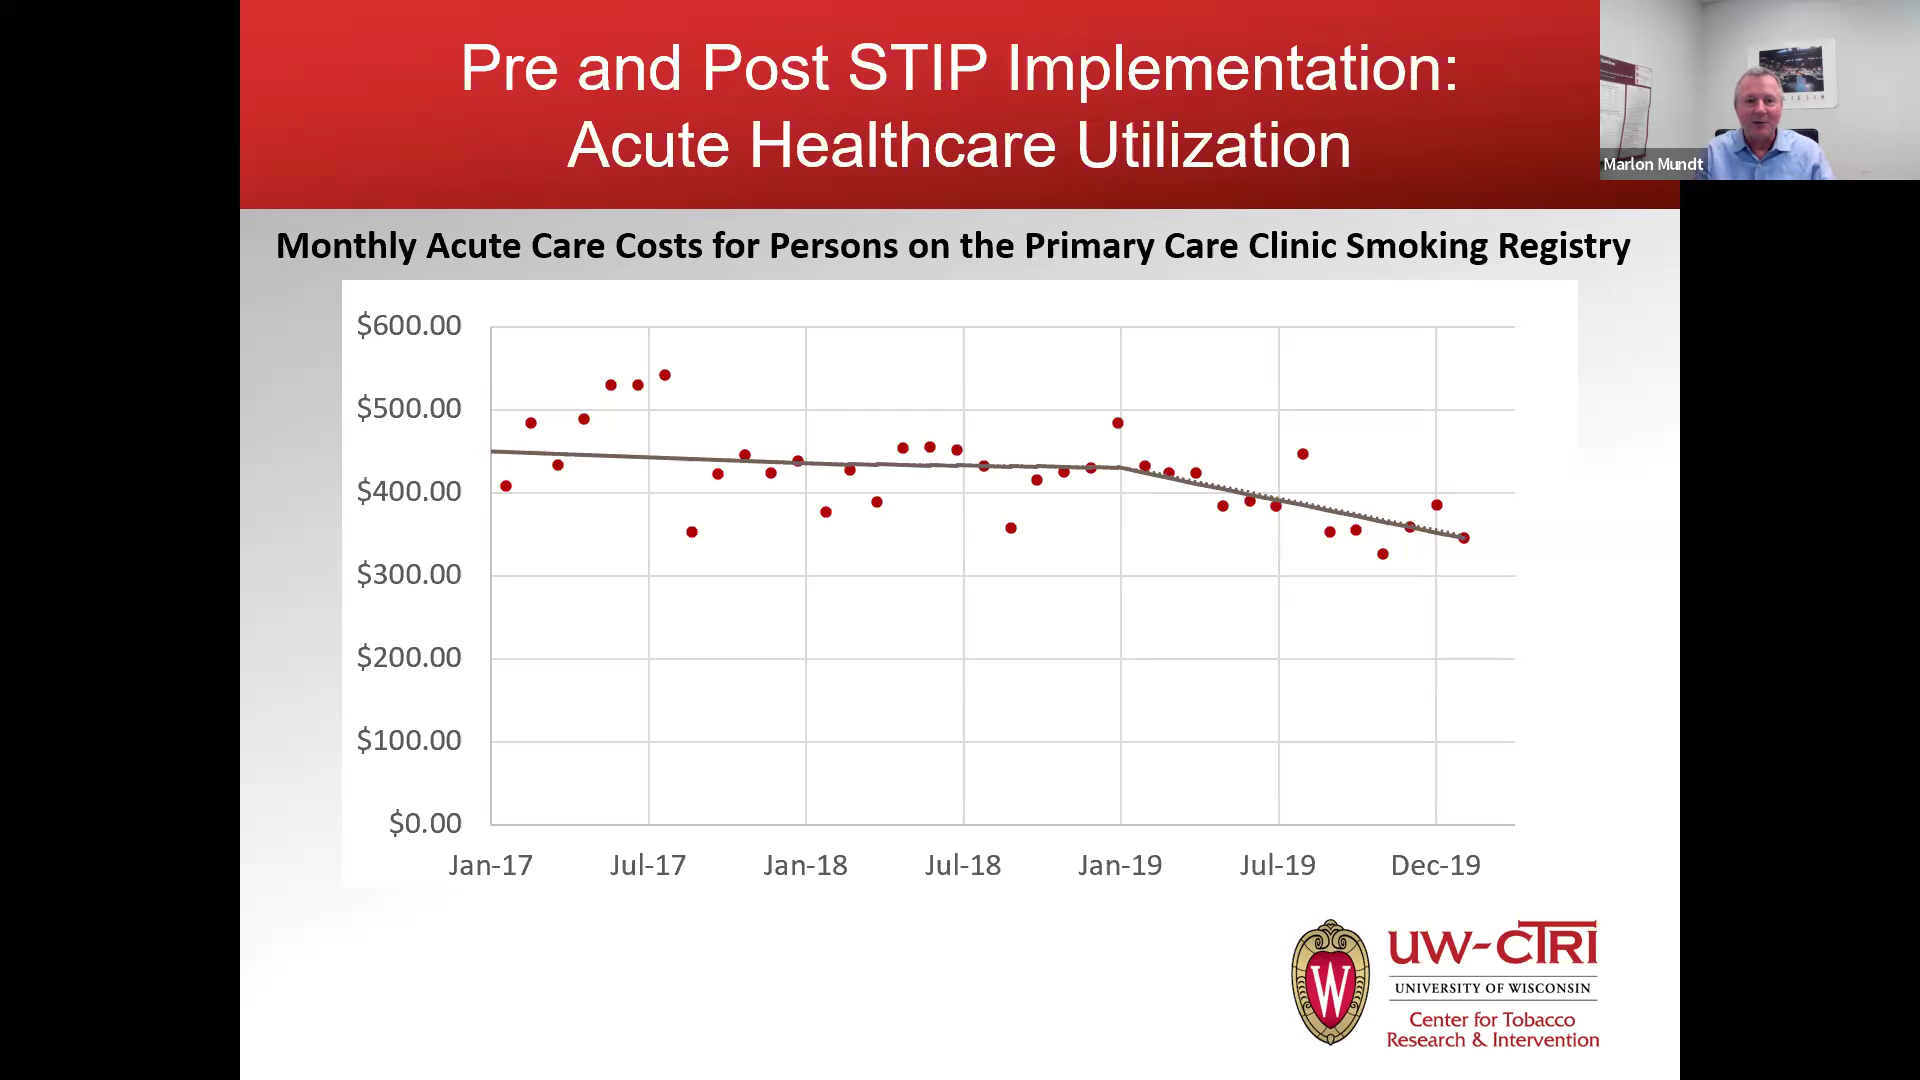 Pre and Post STIP Implementation:
Acute Healthcare Utilization
Marlon Mundt
Monthly Acute Care Costs for Persons on the Primary Care Clinic Smoking Registry
$600.00
$500.00
$400.00
$300.00
$200.00
$100.00
$0.00
Jan-17 Jul-17 Jan-18 Jul-18 Jan-19 Jul-19 Dec-19
W
UW-CTRI
UNIVERSITY OF WISCONSIN
Center for Tobacco
Research & Intervention